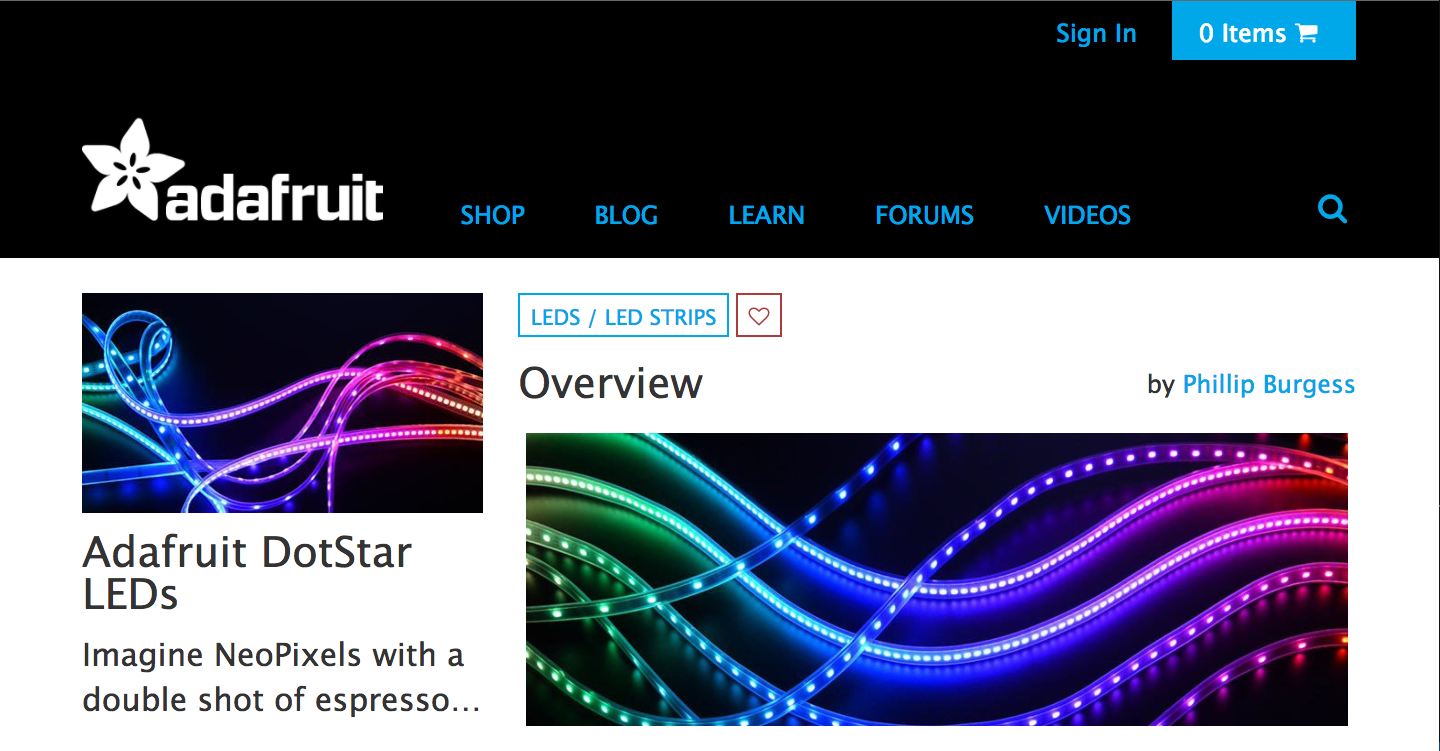 Sign In
0 Items
adafruit
SHOP
BLOG
LEARN
FORUMS
VIDEOS
LEDS / LED STRIPS
Overview
by Phillip Burgess
Adafruit DotStar
LEDs
Imagine NeoPixels with a
double shot of espresso...